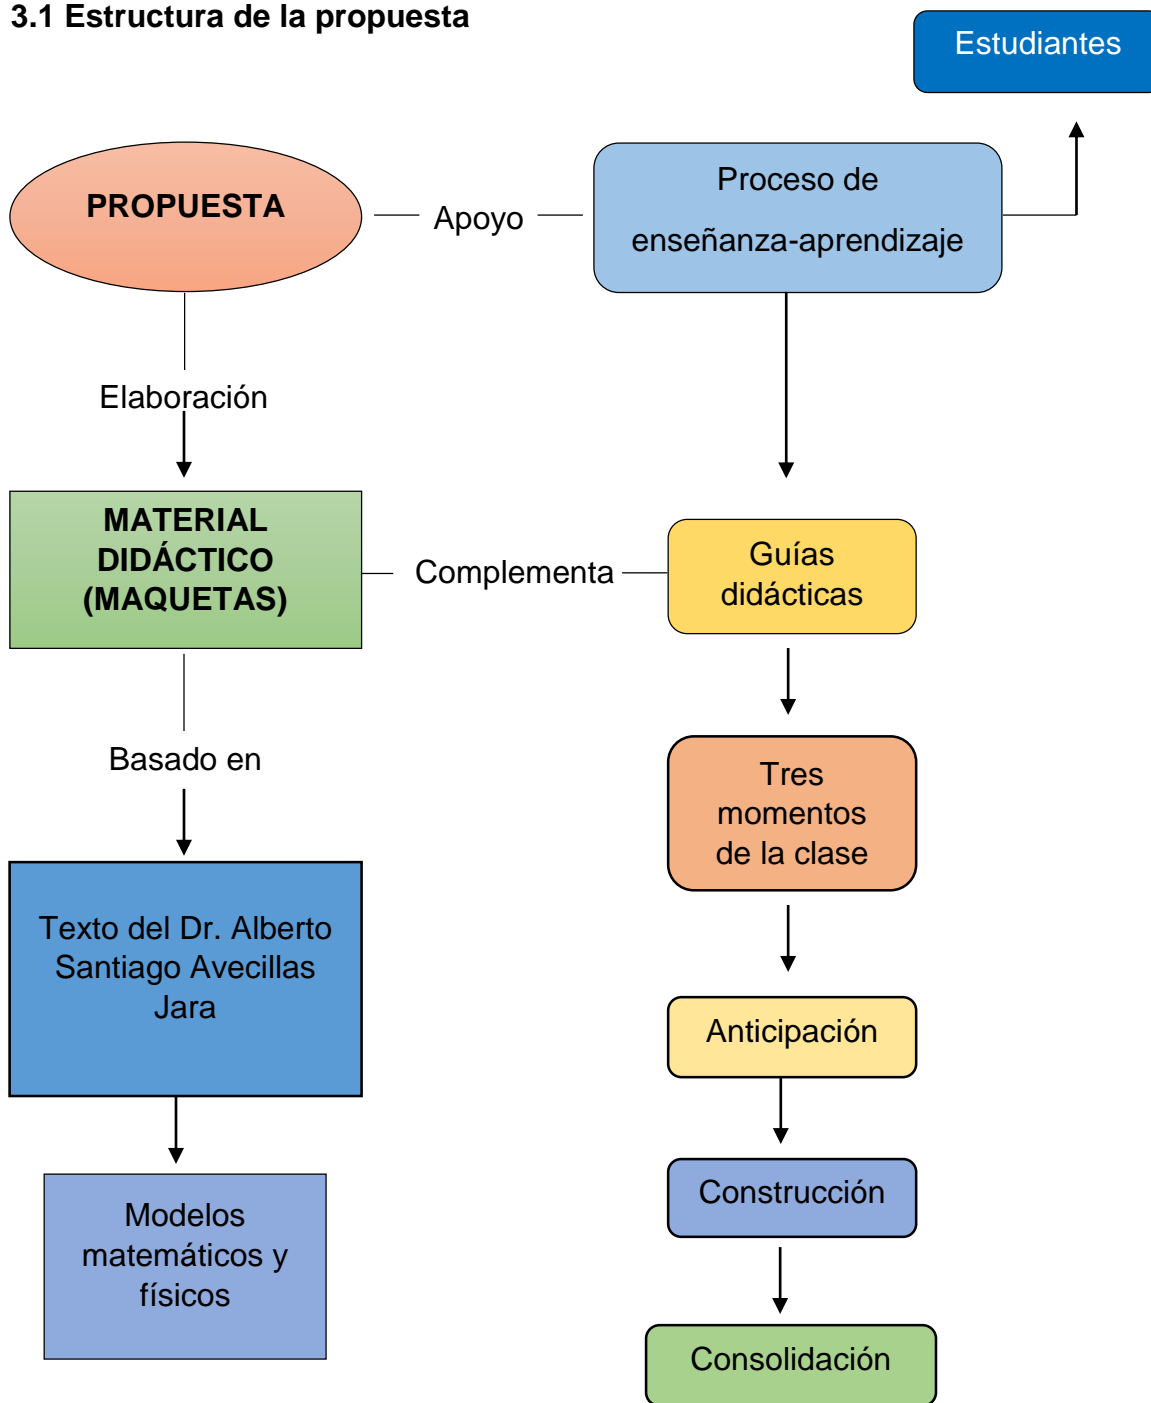 3.1 Estructura de la propuesta
Estudiantes
PROPUESTA
Apoyo
Proceso de
enseñanza-aprendizaje
Elaboración
MATERIAL
DIDÁCTICO
(MAQUETAS)
Complementa
Guías
didácticas
Basado en
Tres
momentos
de la clase
Texto del Dr. Alberto
Santiago Avecillas
Jara
Anticipación
Modelos
matemáticos y
físicos
Construcción
Consolidación